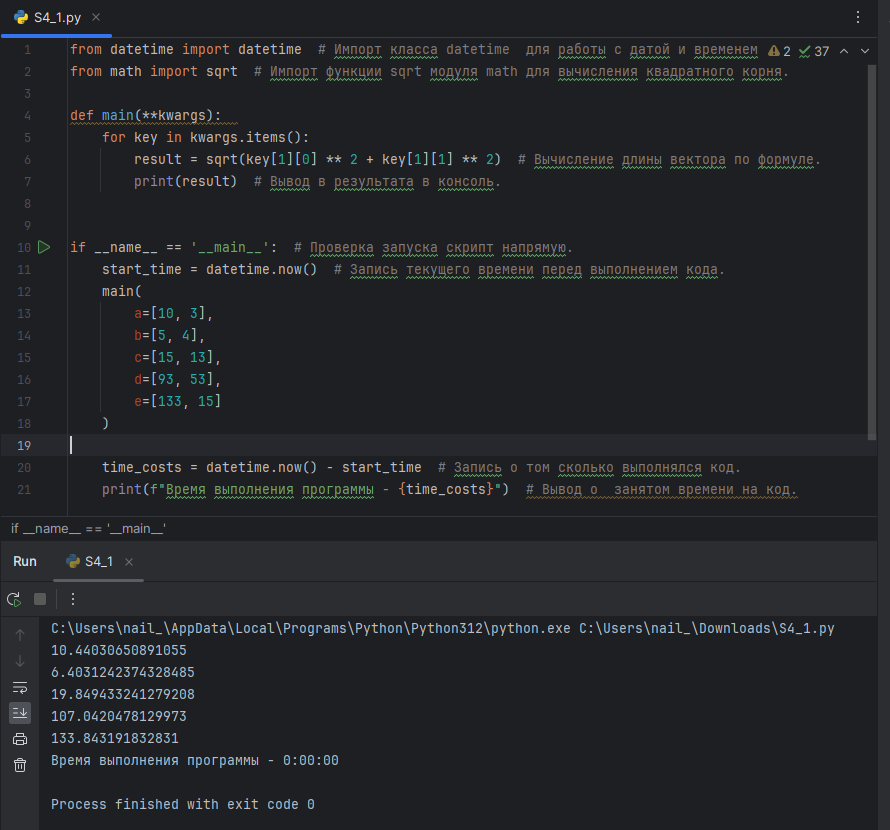 S4_1.py
1 from datetime import datetime  # Импорт класса datetime  для работы с датой и временем 2 37
2 from math import sqrt  # Импорт функции sqrt модуля math для вычисления квадратного корня.
3
4 def main(**kwargs):
5     for key in kwargs.items():
6         result = sqrt(key[1][0] ** 2 + key[1][1] ** 2)  # Вычисление длины вектора по формуле.
7         print(result)  # Вывод в результата в консоль.
8
9
10 if __name__ == '__main__':  # Проверка запуска скрипт напрямую.
11     start_time = datetime.now()  # Запись текущего времени перед выполнением кода.
12     main(
13         a=[10, 3],
14         b=[5, 4],
15         c=[15, 13],
16         d=[93, 53],
17         e=[133, 15]
18     )
19
20     time_costs = datetime.now() - start_time  # Запись о том сколько выполнялся код.
21     print(f"Время выполнения программы - {time_costs}")  # Вывод о  занятом времени на код.
if __name__ == '__main__'
Run S4_1
C:\Users\nail_\AppData\Local\Programs\Python\Python312\python.exe C:\Users\nail_\Downloads\S4_1.py
10.44030650891055
6.4031242374328485
19.849433241279208
107.0420478129973
133.843191832831
Время выполнения программы - 0:00:00
Process finished with exit code 0